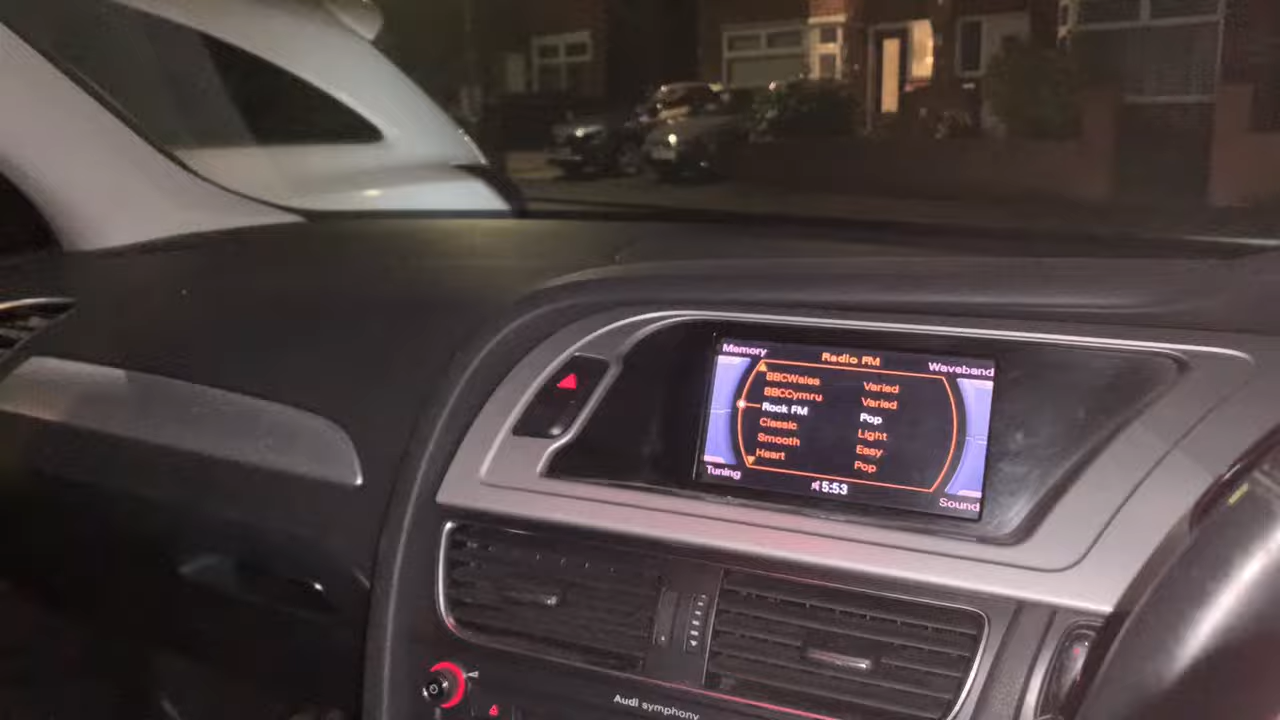 Memory
Radio FM
Waveband
BBCWales Varied
BBCCymru Varied
Rock FM Pop
Classic Light
Smooth Easy
Heart Pop
Tuning
5:53
Sound
Audi symphony